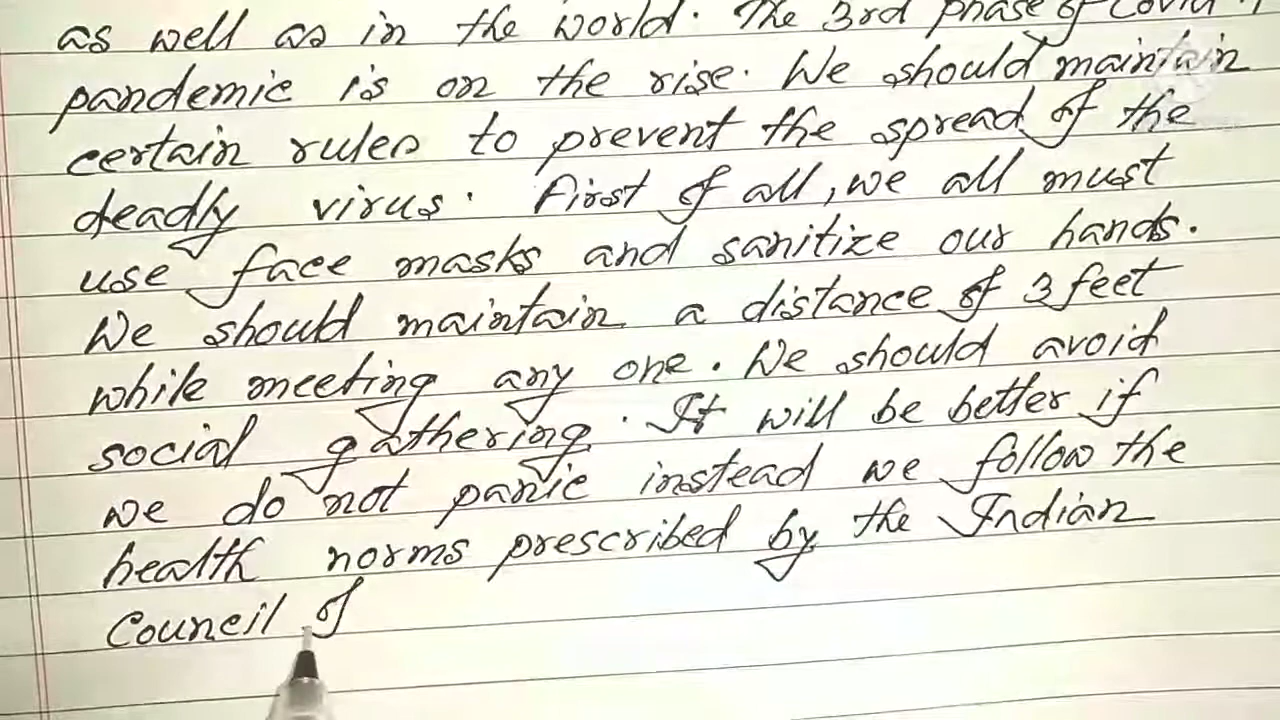 as well as in the world. The 3rd phase of Covid
pandemic is on the rise. We should maintain
certain rules to prevent the spread of the
deadly virus. First of all, we all must
use face masks and sanitize our hands.
We should maintain a distance of 3 feet
while meeting any one. We should avoid
social gathering. It will be better if
we do not panic instead we follow the
health norms prescribed by the Indian
Council of